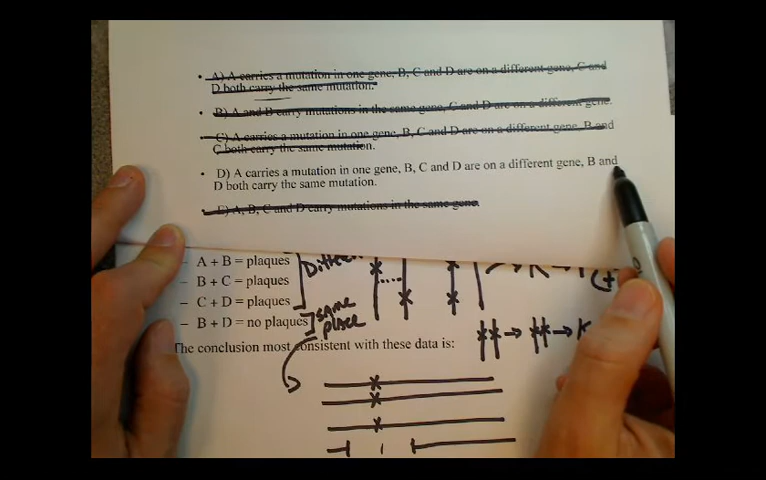 • A) A carries a mutation in one gene, B, C and D are on a different gene, C and
D both carry the same mutation.
• B) A and B carry mutations in the same gene, C and D are on a different gene.
• C) A carries a mutation in one gene, B, C and D are on a different gene, B and
C both carry the same mutation.
• D) A carries a mutation in one gene, B, C and D are on a different gene, B and
D both carry the same mutation.
• E) A, B, C and D carry mutations in the same gene
– A + B = plaques
– B + C = plaques
– C + D = plaques
– B + D = no plaques
SAME
PLACE
The conclusion most consistent with these data is: